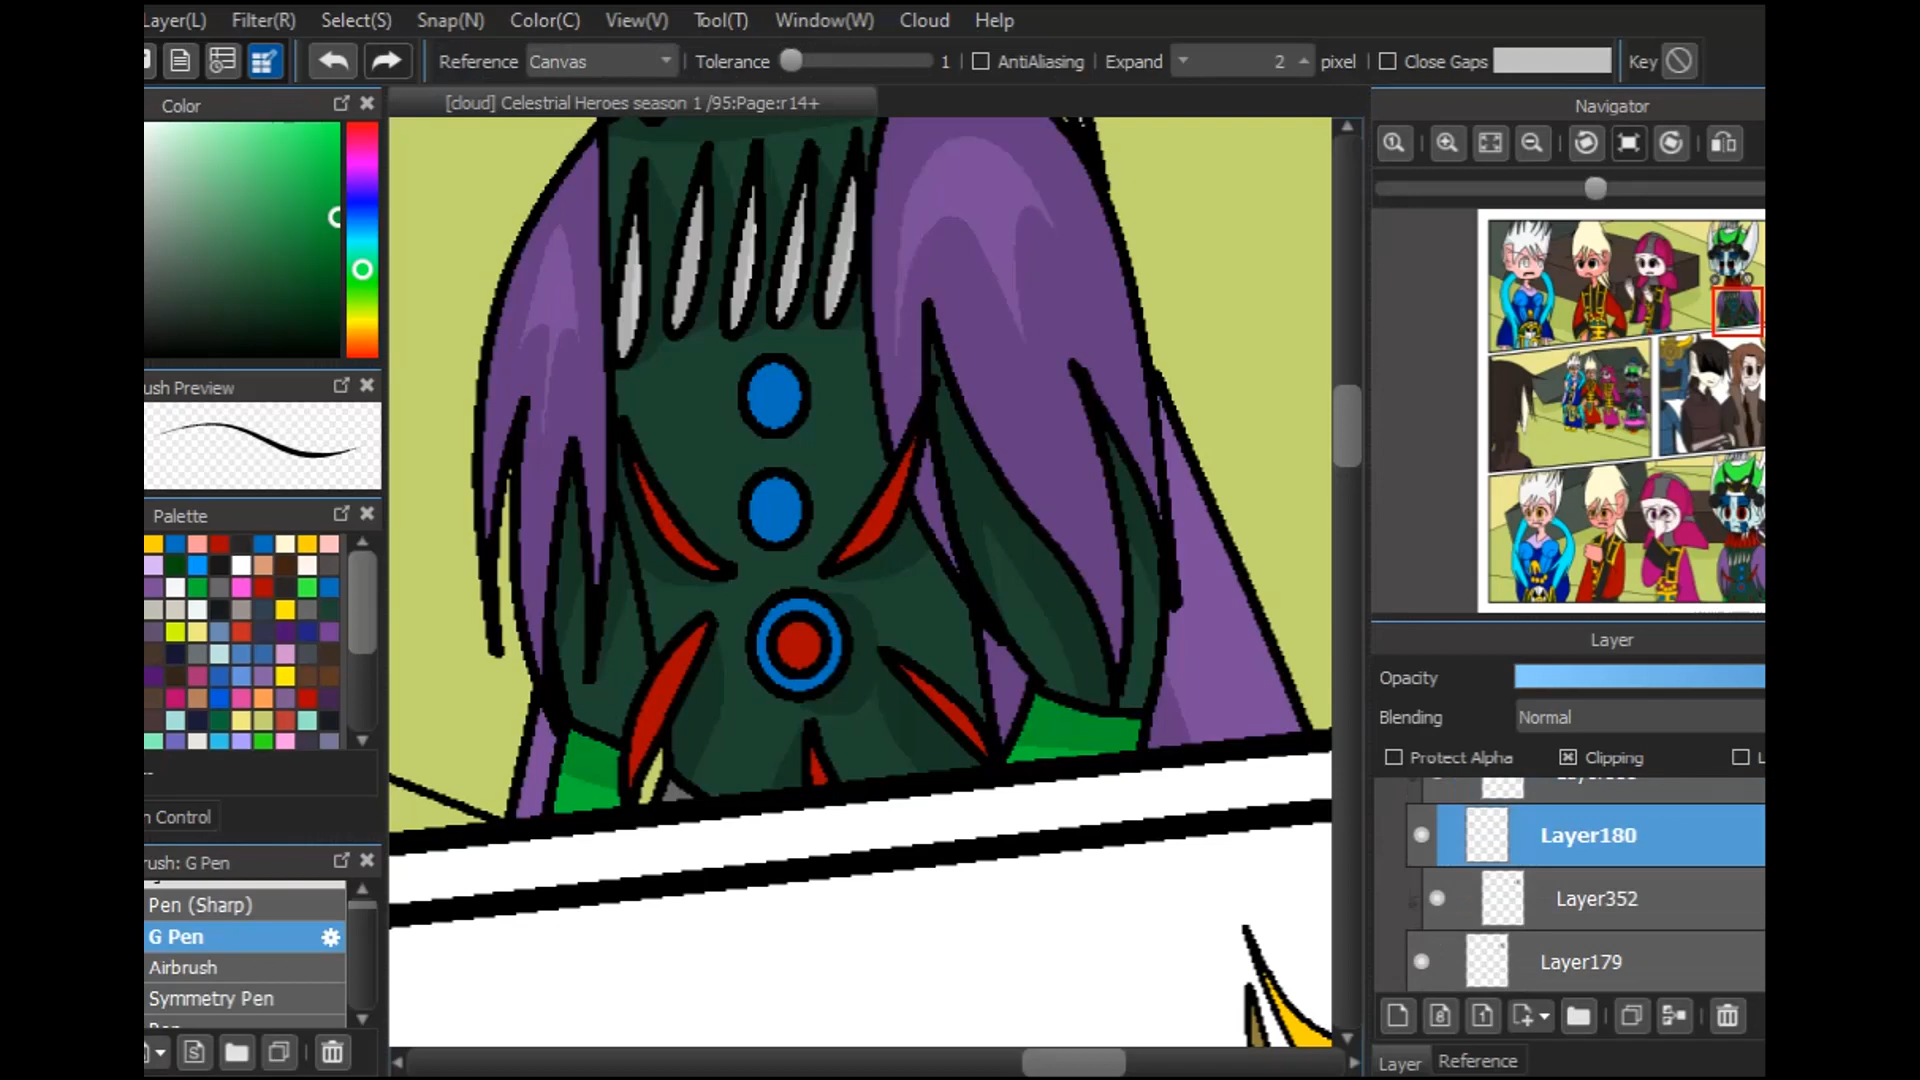 Layer(L) Filter(R) Select(S) Snap(N) Color(C) View(V) Tool(T) Window(W) Cloud Help
Reference Canvas Tolerance 1 AntiAliasing Expand 2 pixel Close Gaps Key
Color
[cloud] Celestrial Heroes season 1 /95:Page:r14+
Navigator
ush Preview
Palette
--
n Control
rush: G Pen
Pen (Sharp)
G Pen
Airbrush
Symmetry Pen
Layer
Opacity
Blending Normal
Protect Alpha Clipping L
Layer180
Layer352
Layer179
Layer Reference